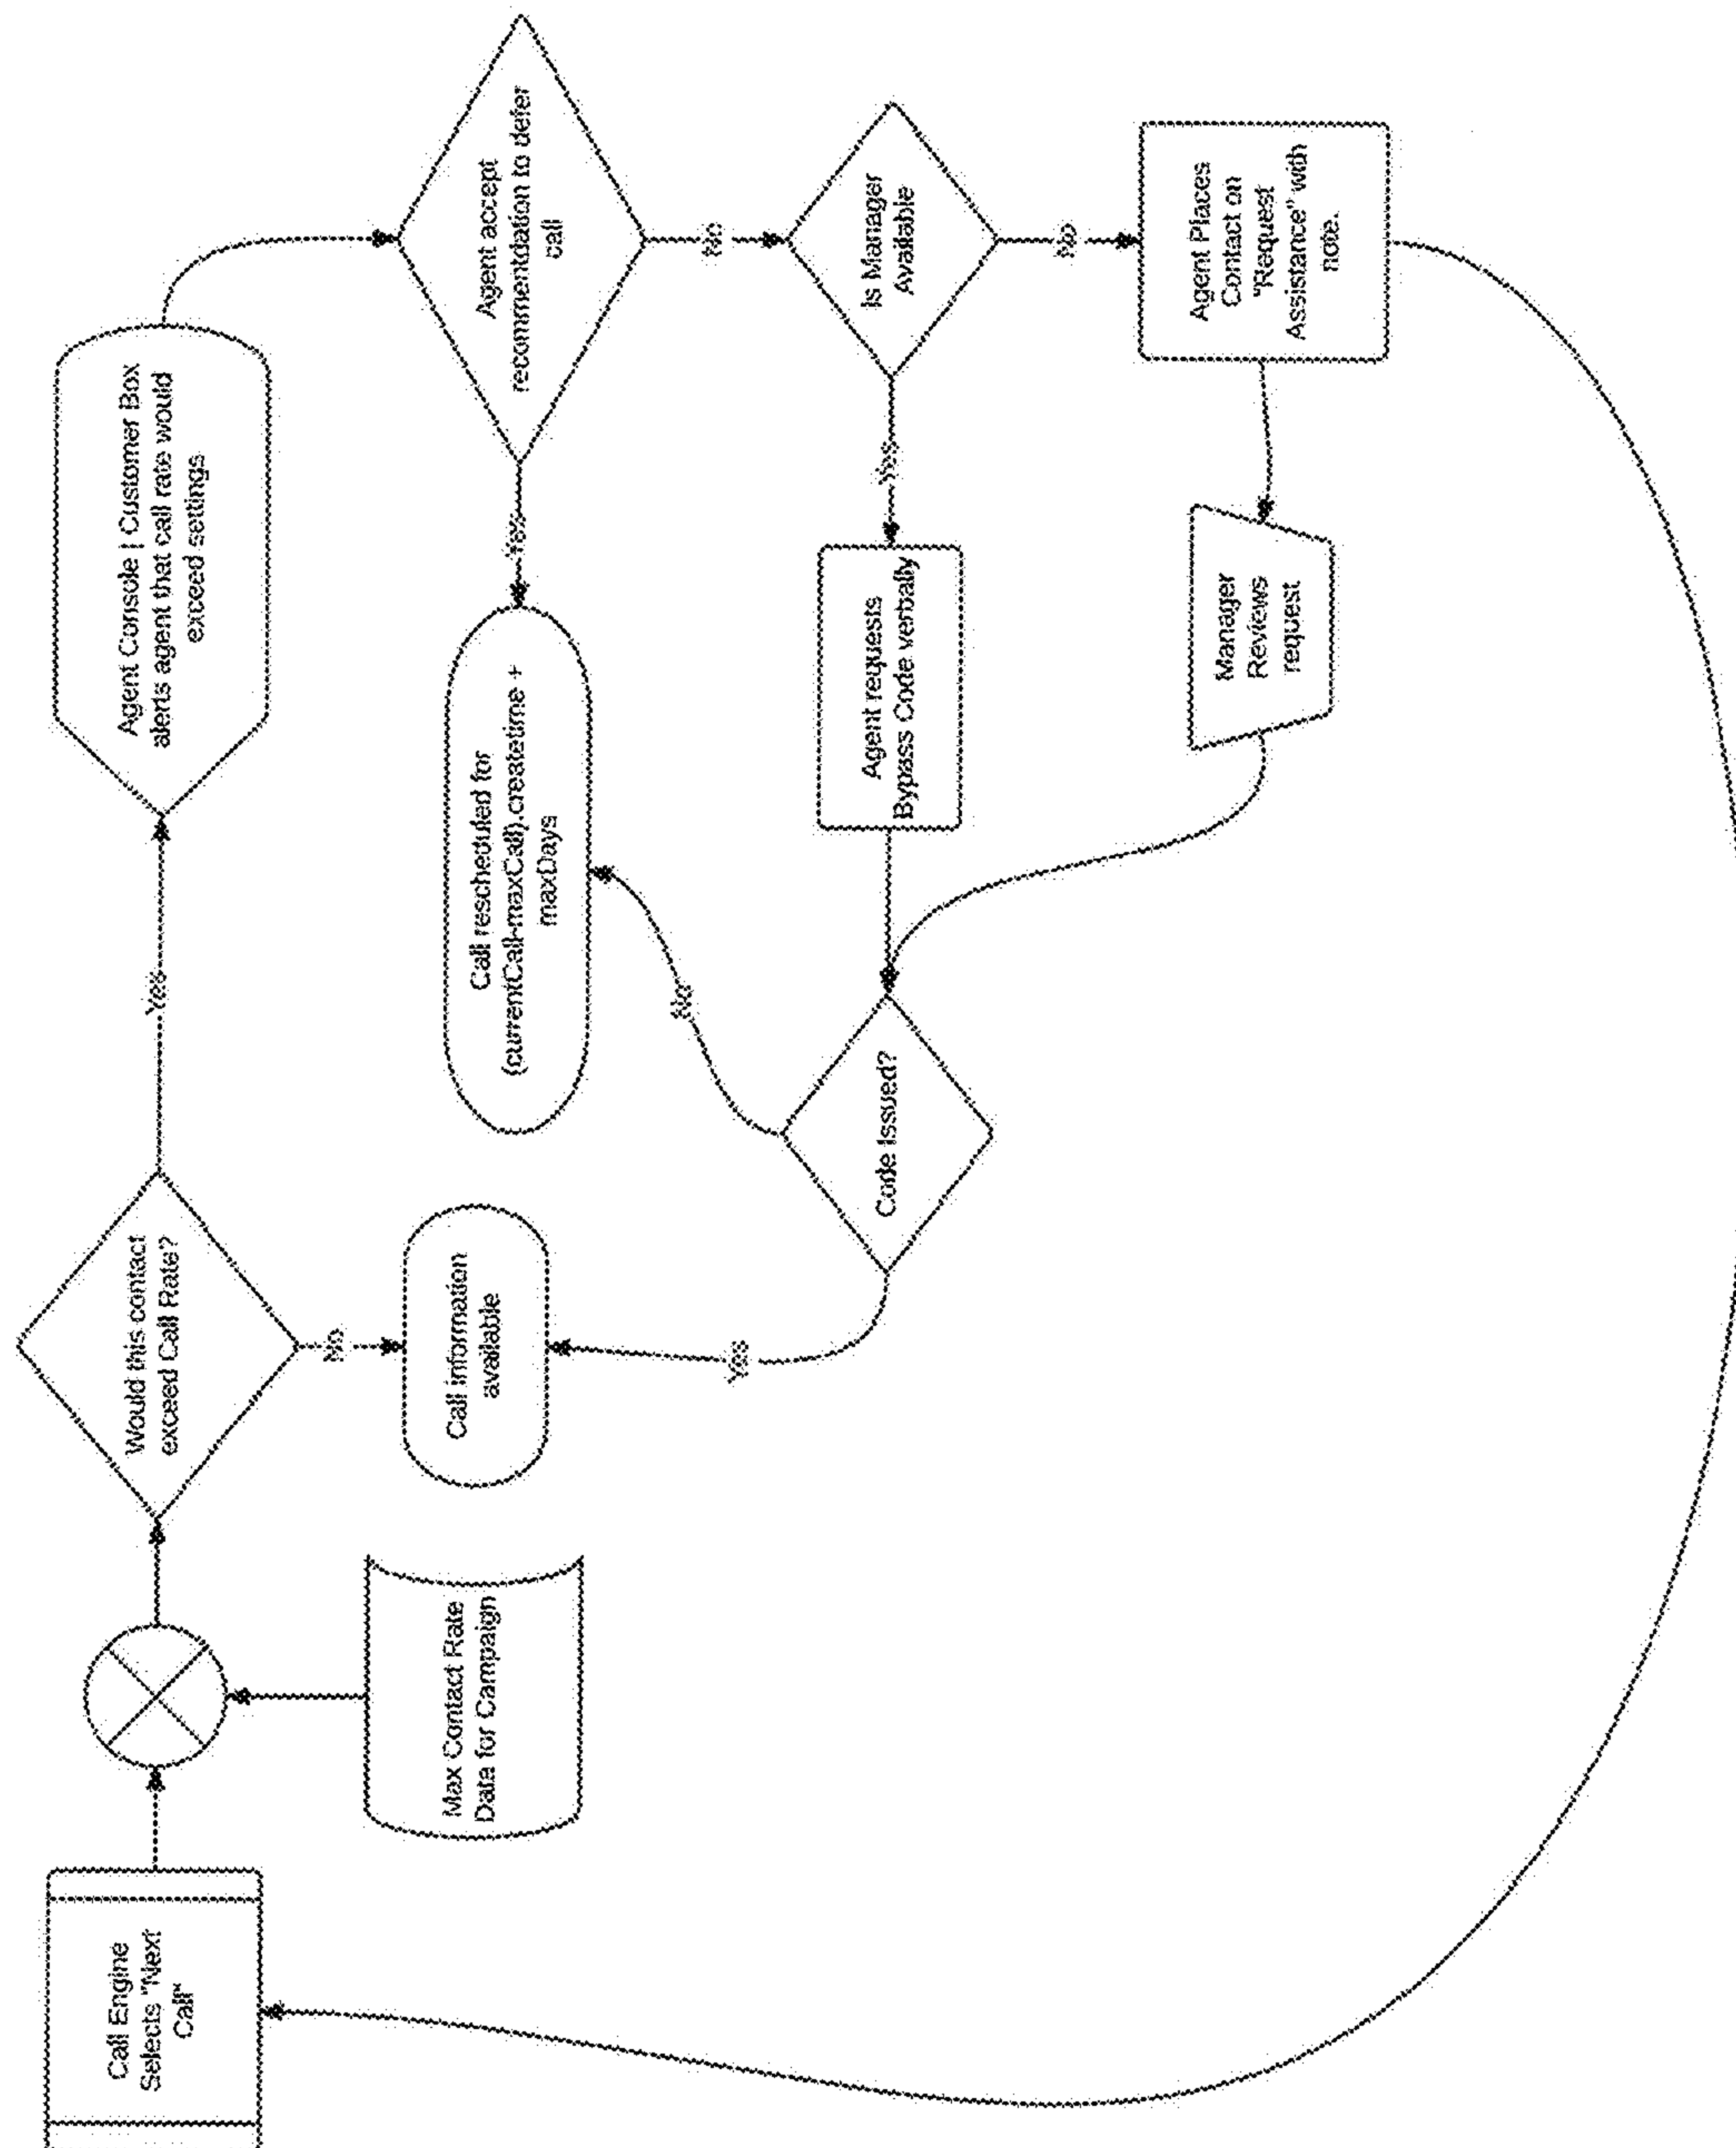 Call Engine
Selects "Next
Call"
Max Contact Rate
Data for Campaign
Would this contact
exceed Call Rate?
Yes
No
Call information
available
Agent Console | Customer Box
alerts agent that call rate would
exceed settings
Agent accept
recommendation to defer
call
Yes
No
Call rescheduled for
(currentCall-maxCall).createtime +
maxDays
Is Manager
Available
Yes
No
Agent requests
Bypass Code verbally
Code Issued?
No
Yes
Agent Places
Contact on
"Request
Assistance" with
note.
Manager
Reviews
request